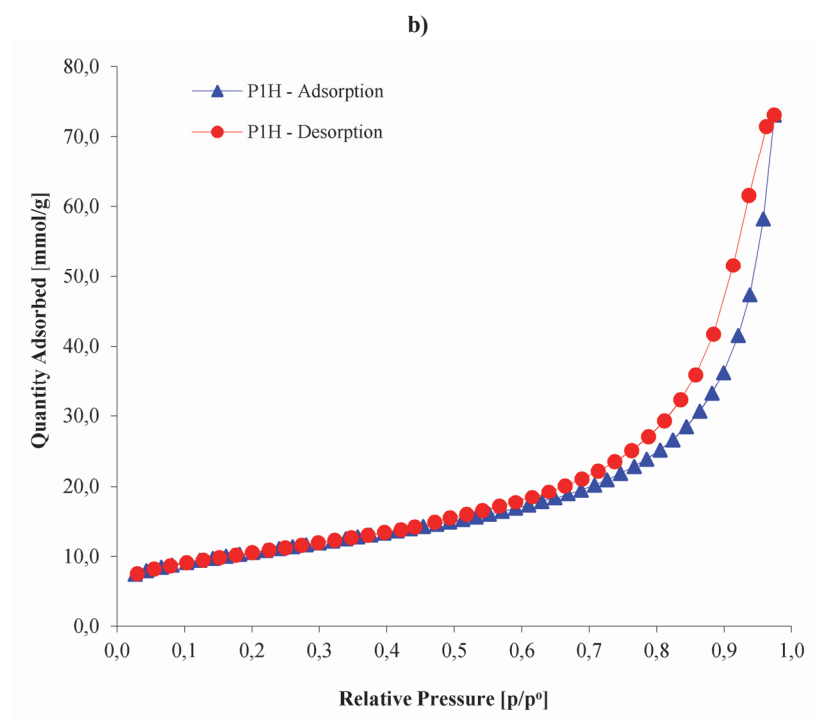 b)
80,0
70,0
60,0
50,0
40,0
30,0
20,0
10,0
0,0
Quantity Adsorbed [mmol/g]
P1H - Adsorption
P1H - Desorption
0,0 0,1 0,2 0,3 0,4 0,5 0,6 0,7 0,8 0,9 1,0
Relative Pressure [p/pº]